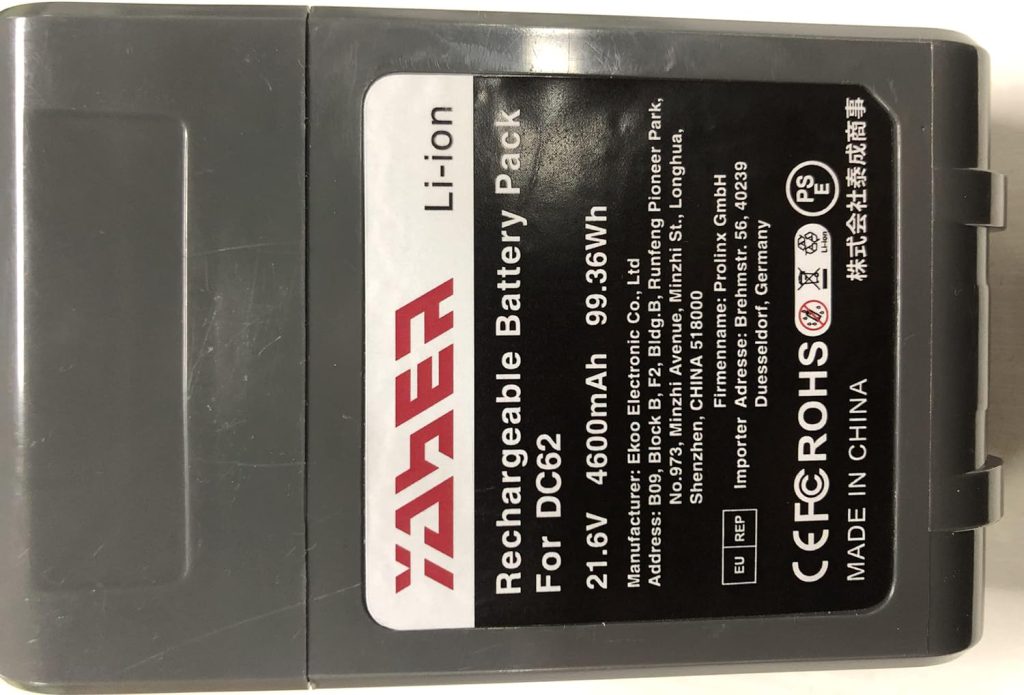 YABER
Li-ion
Rechargeable Battery Pack
For DC62
21.6V 4600mAh 99.36Wh
Manufacturer: Ekoo Electronic Co., Ltd
Address: B09, Block B, F2, Bldg.B, Runfeng Pioneer Park,
No.973, Minzhi Avenue, Minzhi St., Longhua,
Shenzhen, CHINA 518000
EU REP
Firmenname: Prolinx GmbH
Importer Adresse: Brehmstr. 56, 40239
Duesseldorf, Germany
CE FC ROHS Li-ion PSE
MADE IN CHINA 株式会社泰成商事